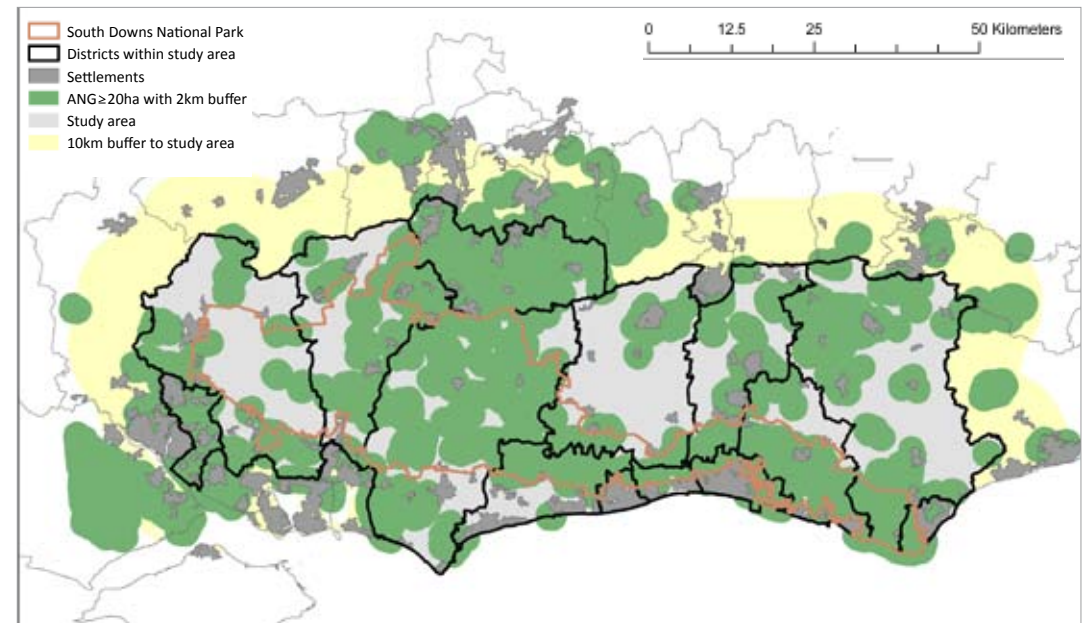 South Downs National Park
Districts within study area
Settlements
ANG≥20ha with 2km buffer
Study area
10km buffer to study area
0 12.5 25 50 Kilometers